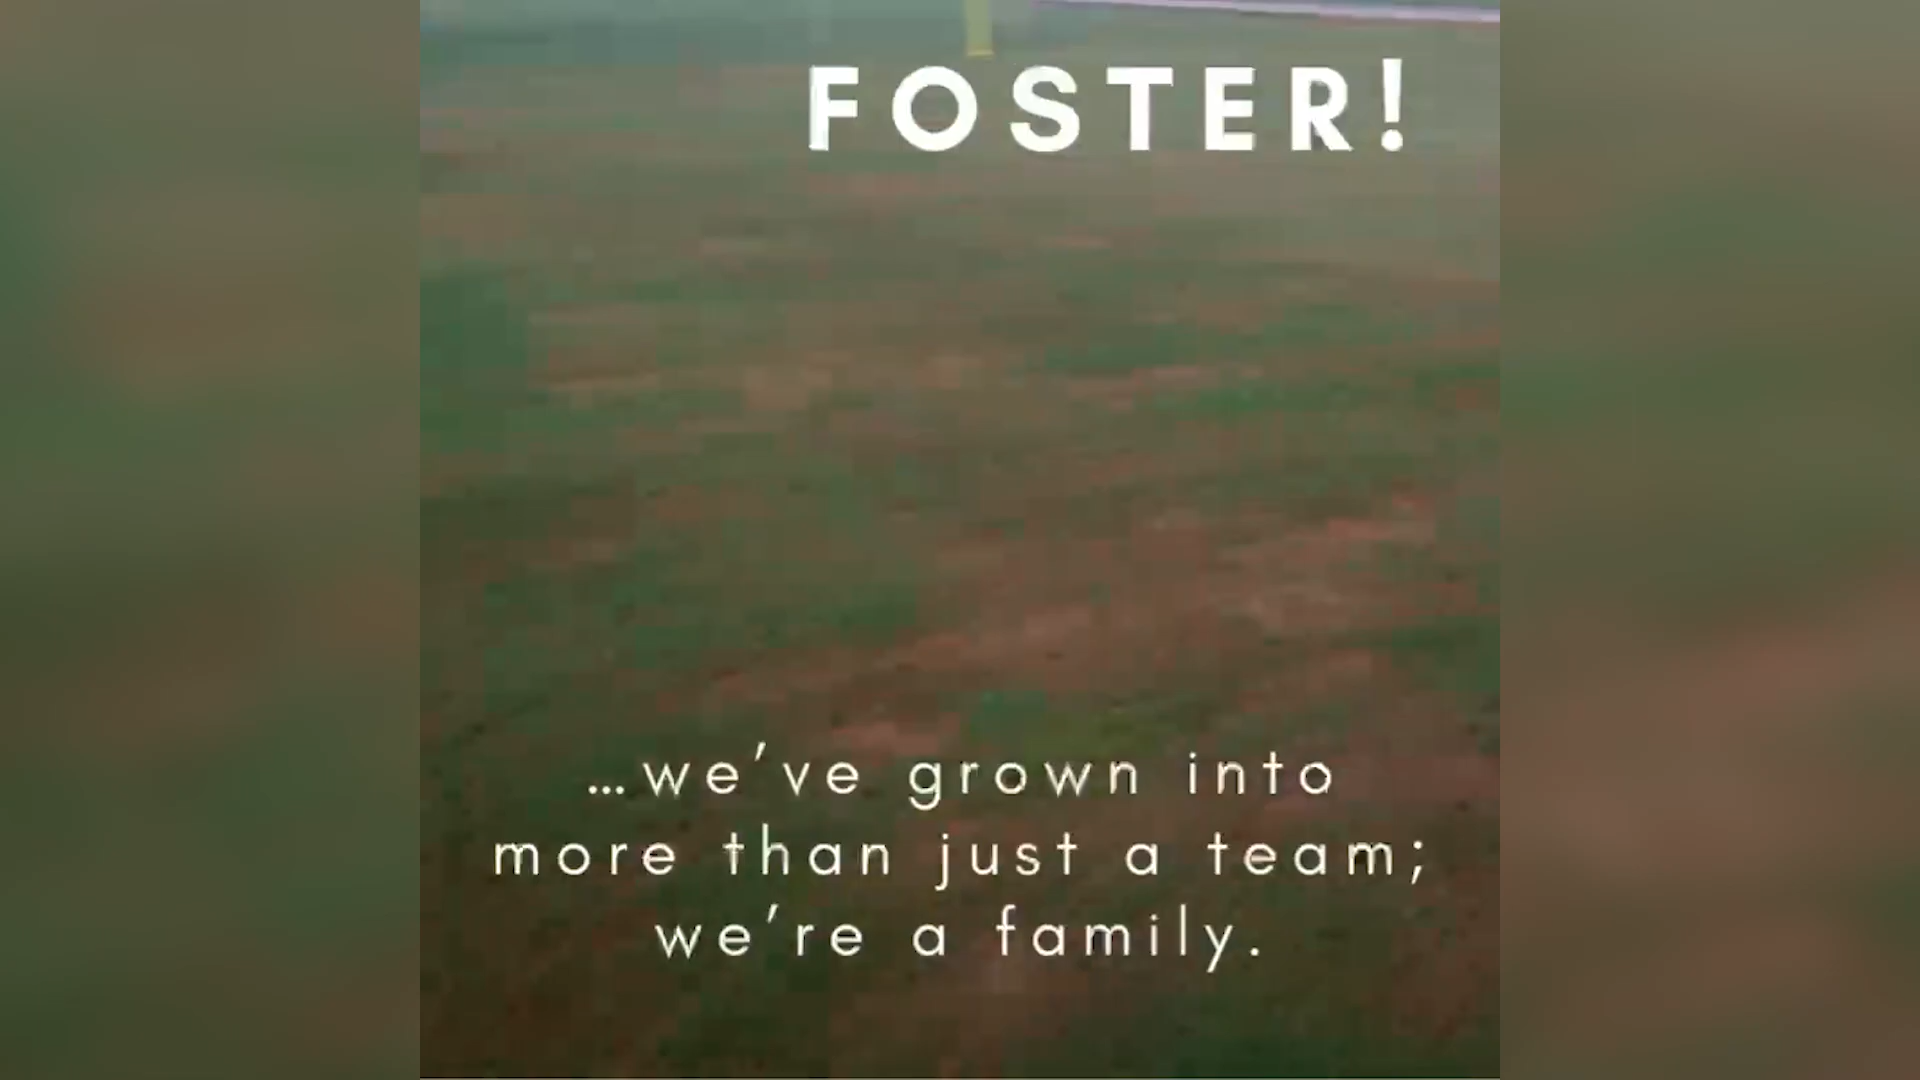 FOSTER!
…we’ve grown into
more than just a team;
we’re a family.